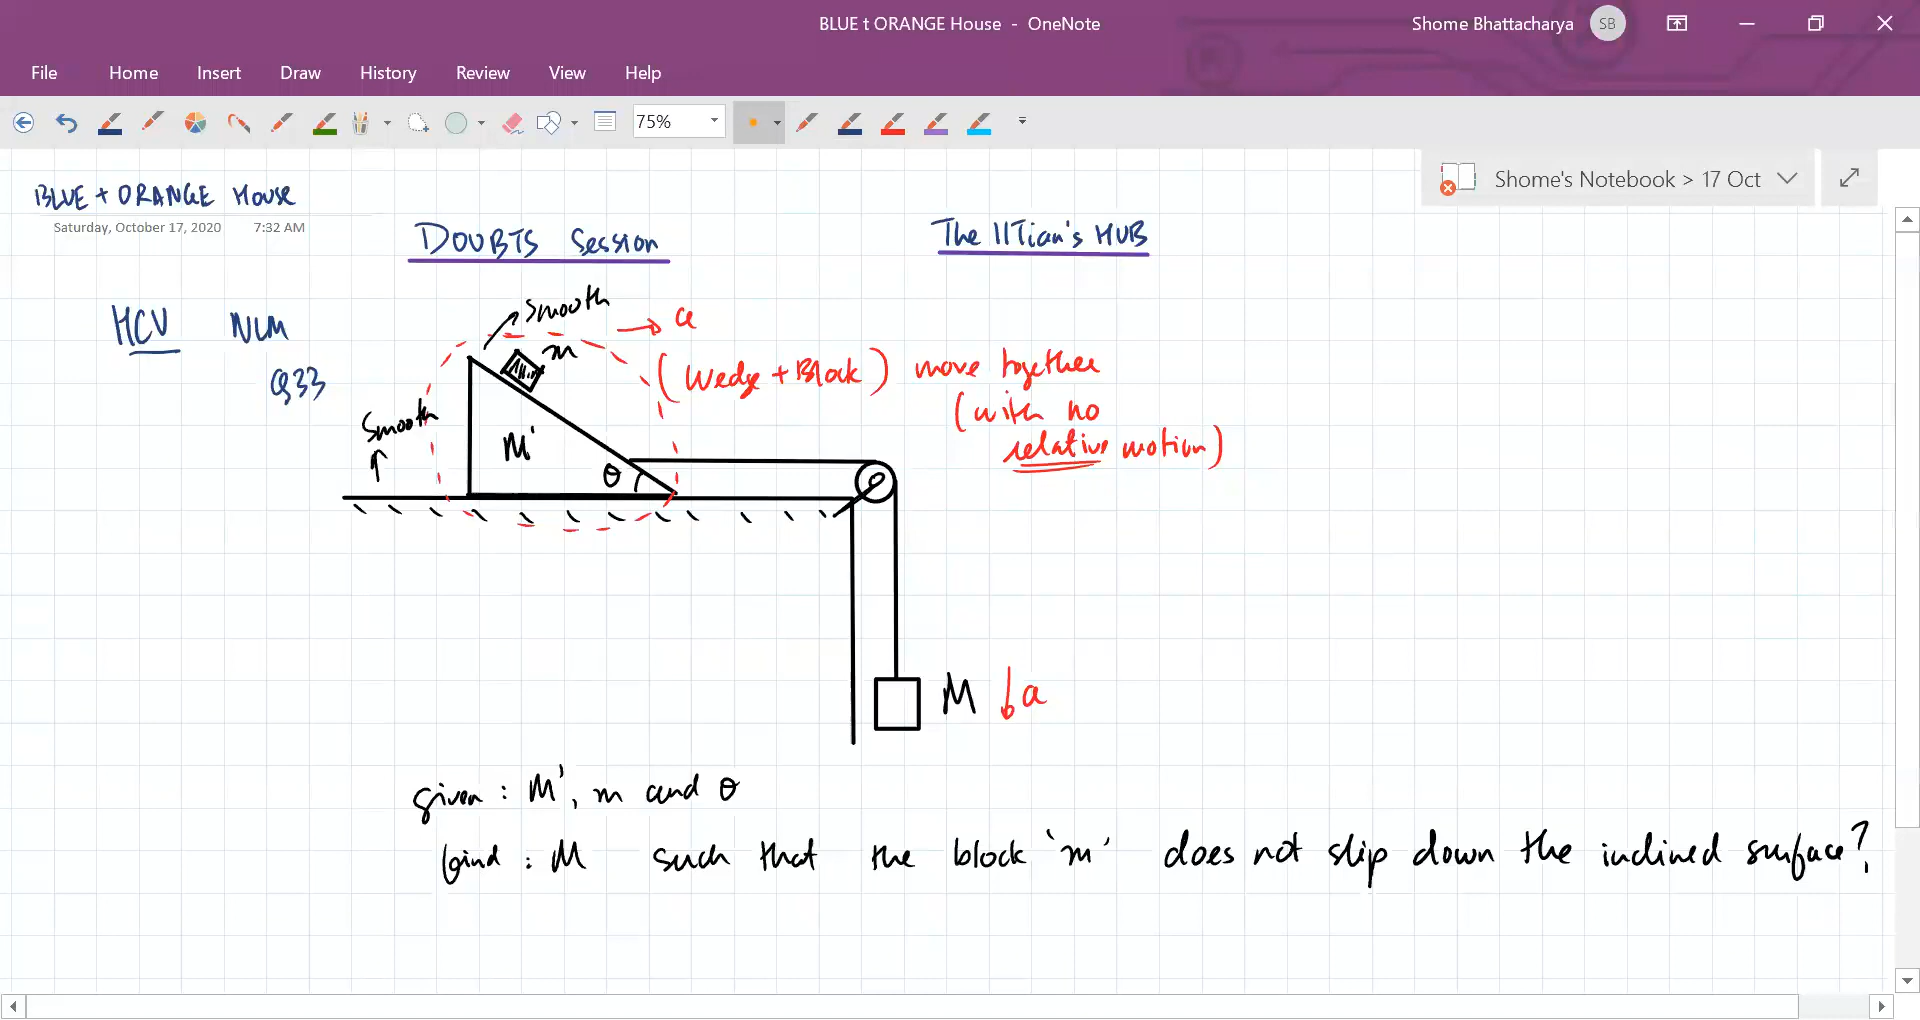 BLUE t ORANGE House - OneNote
Shome Bhattacharya SB
File Home Insert Draw History Review View Help
75%
Shome's Notebook > 17 Oct
BLUE + ORANGE House
Saturday, October 17, 2020 7:32 AM
DOUBTS Session
The IITian's HUB
HCV NLM
Q33
smooth
a
m
(Wedge + Block) move together
(with no
relative motion)
smooth
M'
θ
M a
given : M', m and θ
find : M such that the block 'm' does not slip down the inclined surface?